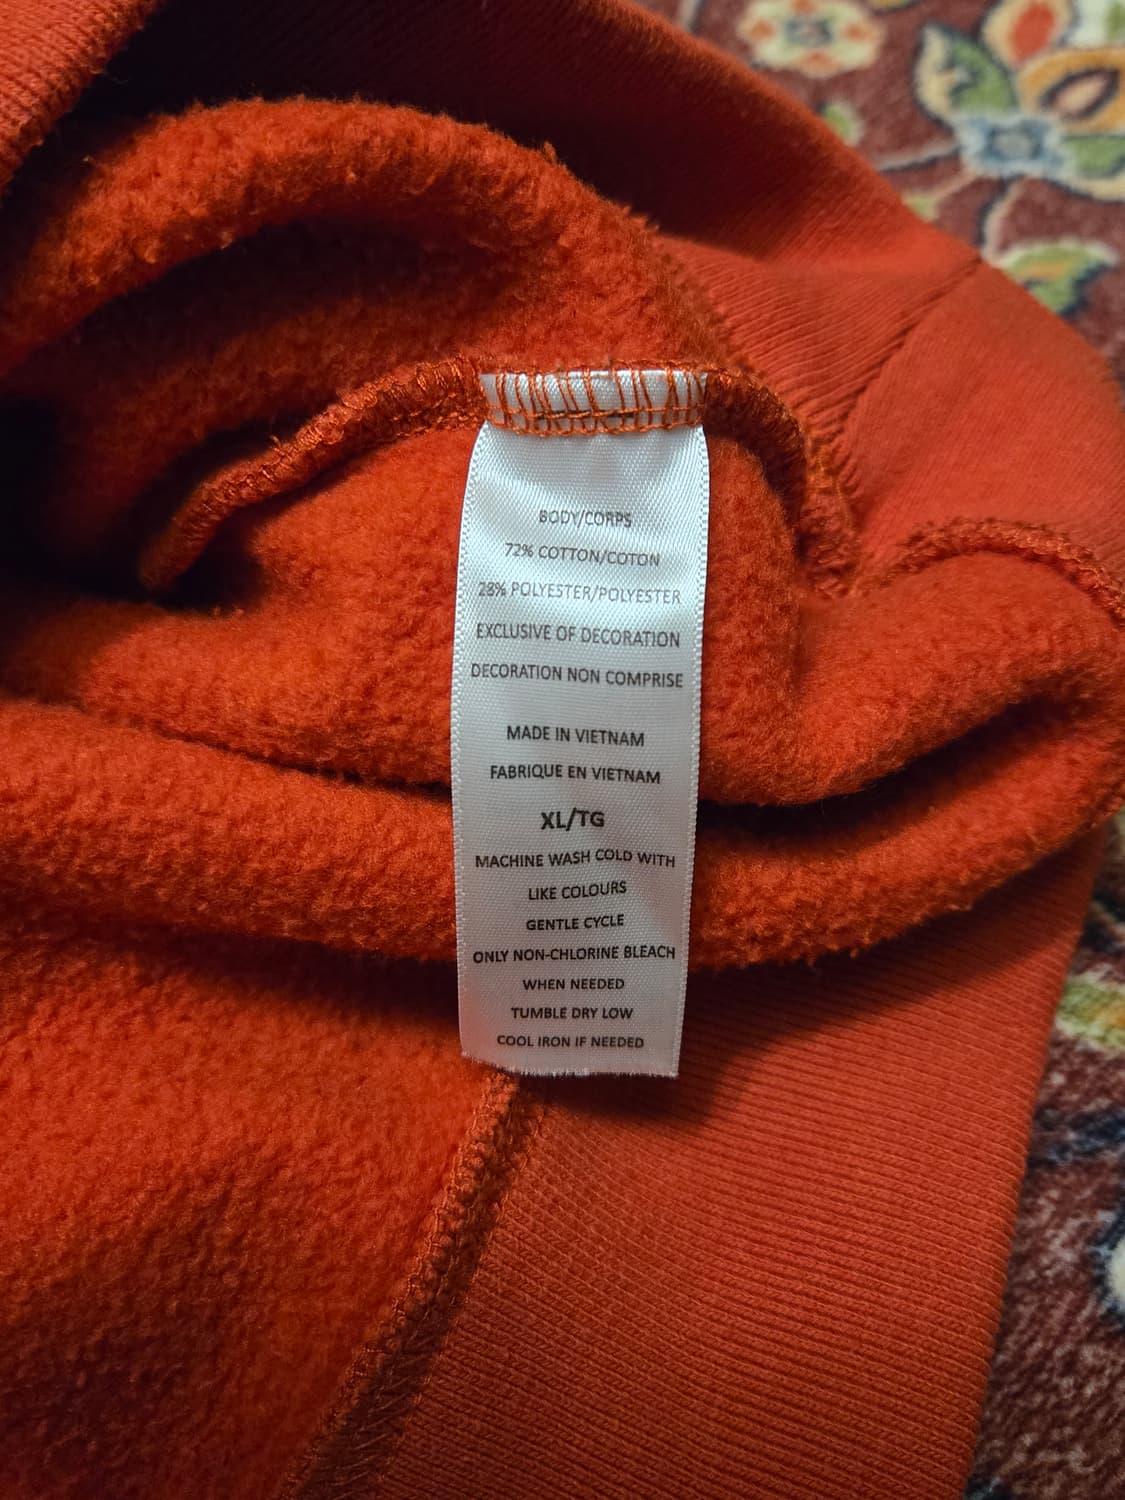 BODY/CORPS
72% COTTON/COTON
28% POLYESTER/POLYESTER
EXCLUSIVE OF DECORATION
DECORATION NON COMPRISE
MADE IN VIETNAM
FABRIQUE EN VIETNAM
XL/TG
MACHINE WASH COLD WITH
LIKE COLOURS
GENTLE CYCLE
ONLY NON-CHLORINE BLEACH
WHEN NEEDED
TUMBLE DRY LOW
COOL IRON IF NEEDED